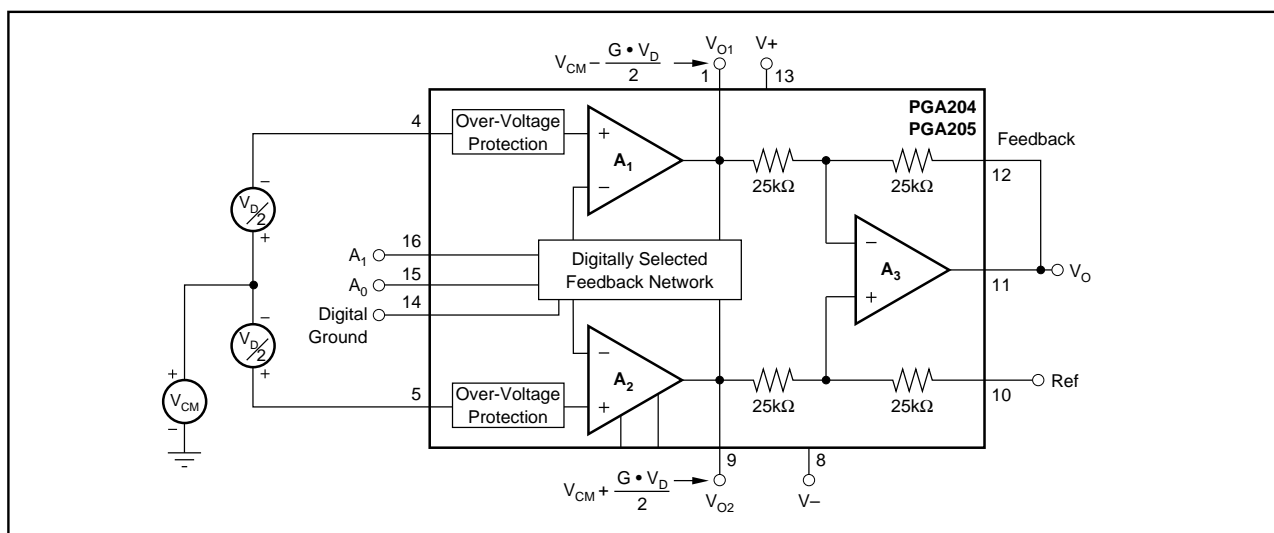 V_CM − G • V_D / 2
V_O1
1
V+
13
PGA204
PGA205
4
Over-Voltage
Protection
+
A_1
−
25kΩ
25kΩ
Feedback
12
−
V_D/2
+
A_1
16
A_0
15
14
Digital
Ground
Digitally Selected
Feedback Network
−
A_3
+
11
V_O
−
V_D/2
+
+
V_CM
−
5
Over-Voltage
Protection
−
A_2
+
25kΩ
25kΩ
10
Ref
9
8
V_CM + G • V_D / 2
V_O2
V−